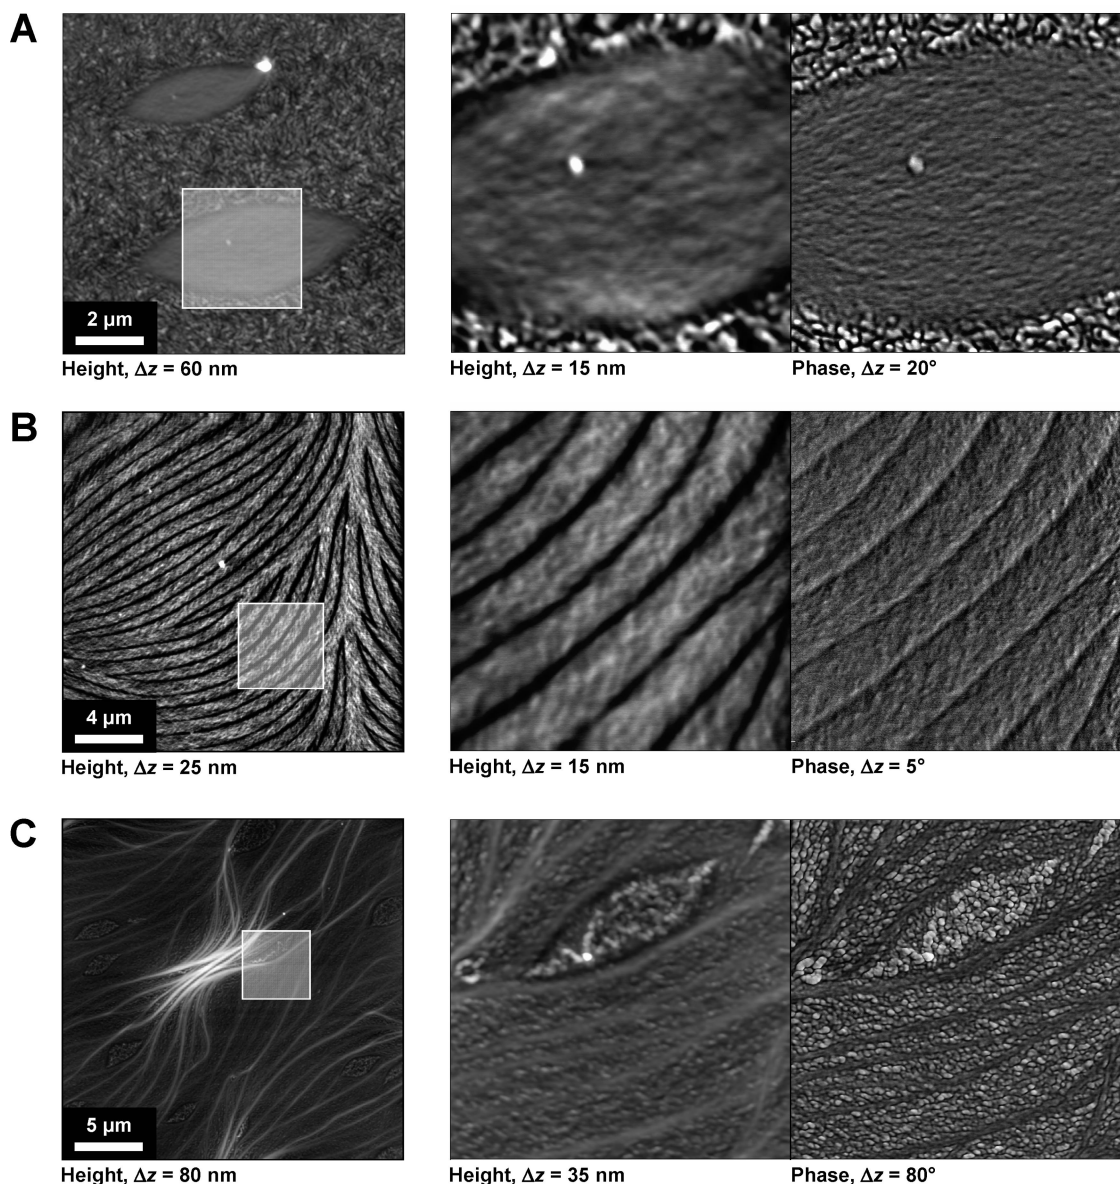 A
2 µm
Height, Δz = 60 nm
Height, Δz = 15 nm
Phase, Δz = 20°
B
4 µm
Height, Δz = 25 nm
Height, Δz = 15 nm
Phase, Δz = 5°
C
5 µm
Height, Δz = 80 nm
Height, Δz = 35 nm
Phase, Δz = 80°